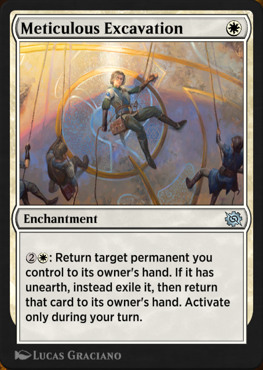 Meticulous Excavation
Enchantment
2W: Return target permanent you
control to its owner's hand. If it has
unearth, instead exile it, then return
that card to its owner's hand. Activate
only during your turn.
Lucas Graciano